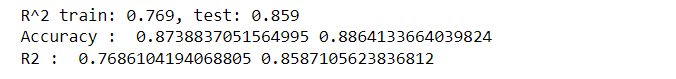 R^2 train: 0.769, test: 0.859
Accuracy :  0.8738837051564995 0.8864133664039824
R2 :  0.7686104194068805 0.8587105623836812